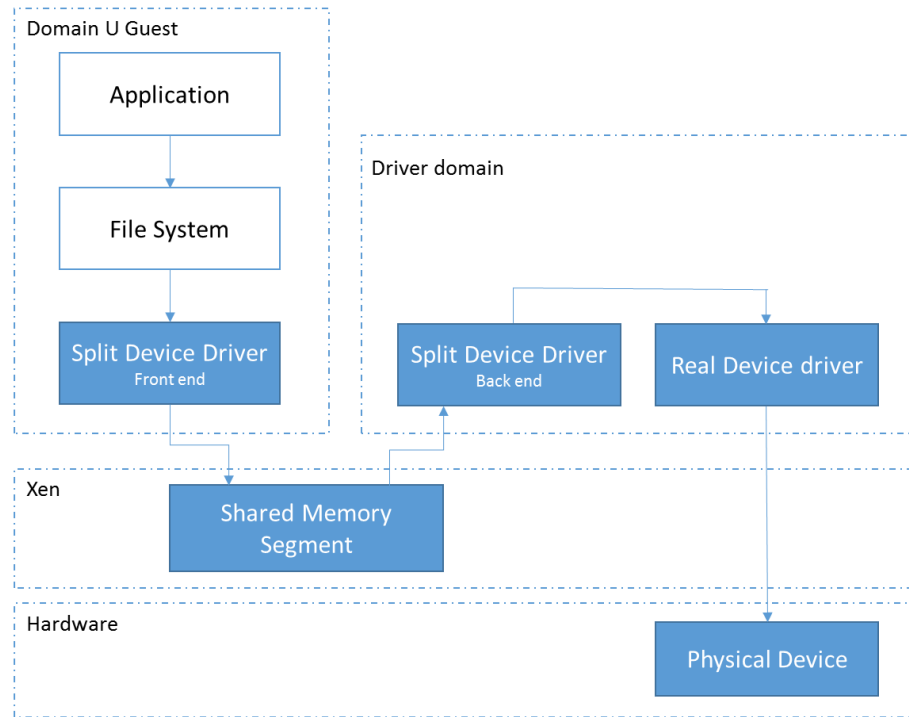 Domain U Guest
Application
File System
Split Device Driver
Front end
Driver domain
Split Device Driver
Back end
Real Device driver
Xen
Shared Memory
Segment
Hardware
Physical Device